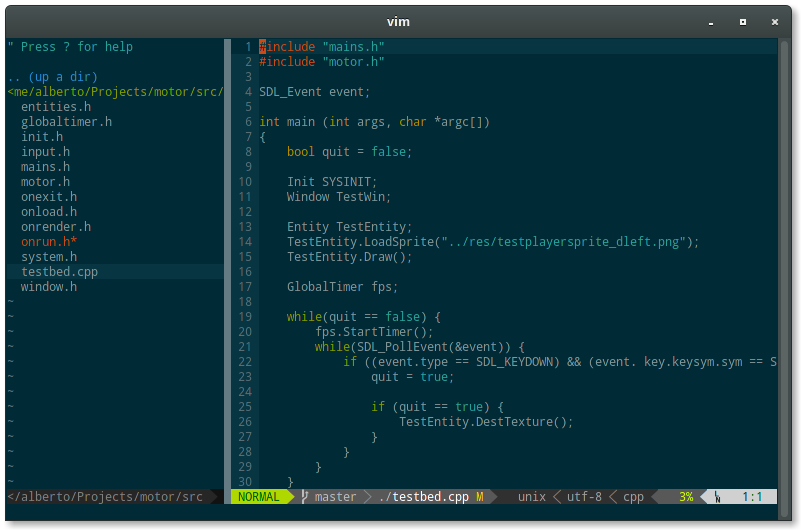 vim
" Press ? for help
.. (up a dir)
<me/alberto/Projects/motor/src/
entities.h
globaltimer.h
init.h
input.h
mains.h
motor.h
onexit.h
onload.h
onrender.h
onrun.h*
system.h
testbed.cpp
window.h
~
~
~
~
~
~
~
~
~
~
~
~
~
</alberto/Projects/motor/src
1 #include "mains.h"
2 #include "motor.h"
3
4 SDL_Event event;
5
6 int main (int args, char *argc[])
7 {
8     bool quit = false;
9
10     Init SYSINIT;
11     Window TestWin;
12
13     Entity TestEntity;
14     TestEntity.LoadSprite("../res/testplayersprite_dleft.png");
15     TestEntity.Draw();
16
17     GlobalTimer fps;
18
19     while(quit == false) {
20         fps.StartTimer();
21         while(SDL_PollEvent(&event)) {
22             if ((event.type == SDL_KEYDOWN) && (event. key.keysym.sym == S
23                 quit = true;
24
25                 if (quit == true) {
26                     TestEntity.DestTexture();
27                 }
28             }
29         }
30     }
NORMAL master ./testbed.cpp M unix < utf-8 < cpp 3% LN 1:1